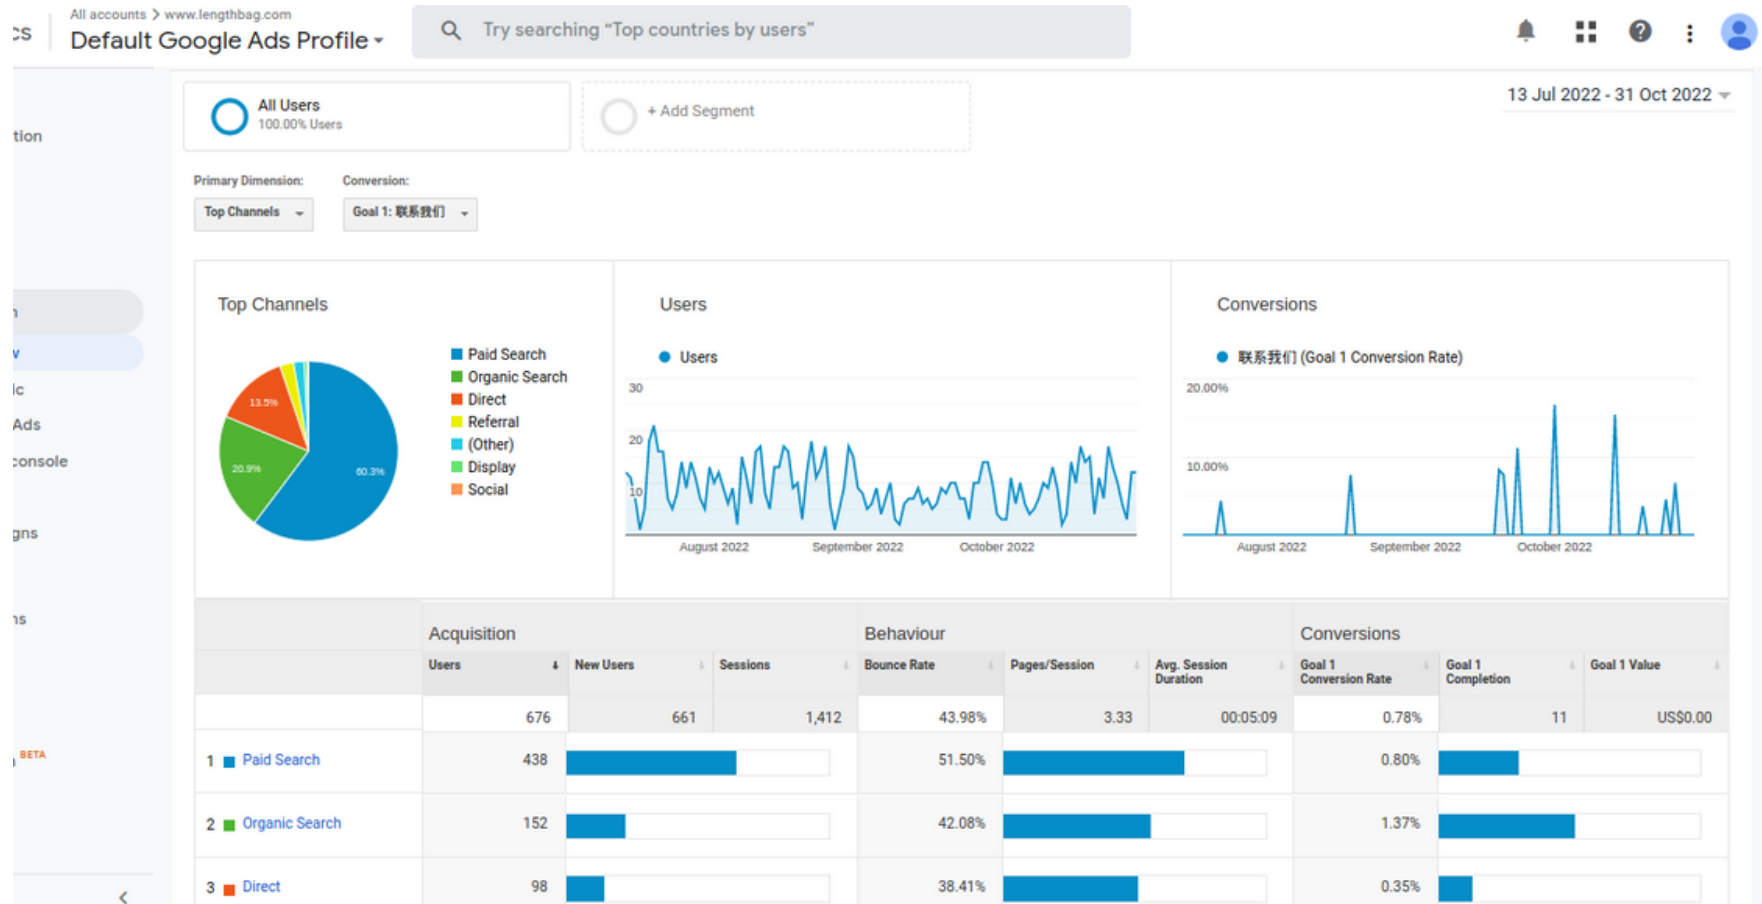 All accounts > www.lengthbag.com
cs
Default Google Ads Profile
Try searching “Top countries by users”
All Users
100.00% Users
+ Add Segment
13 Jul 2022 - 31 Oct 2022
tion
Primary Dimension:
Conversion:
Top Channels
Goal 1: 联系我们
Top Channels
Paid Search
Organic Search
Direct
Referral
(Other)
Display
Social
13.5%
20.9%
60.3%
Users
Users
30
20
10
August 2022
September 2022
October 2022
Conversions
联系我们 (Goal 1 Conversion Rate)
20.00%
10.00%
August 2022
September 2022
October 2022
w
ic
Ads
console
gns
ns
BETA
Acquisition
Behaviour
Conversions
Users
New Users
Sessions
Bounce Rate
Pages/Session
Avg. Session
Duration
Goal 1
Conversion Rate
Goal 1
Completion
Goal 1 Value
676
661
1,412
43.98%
3.33
00:05:09
0.78%
11
US$0.00
1 Paid Search
438
51.50%
0.80%
2 Organic Search
152
42.08%
1.37%
3 Direct
98
38.41%
0.35%